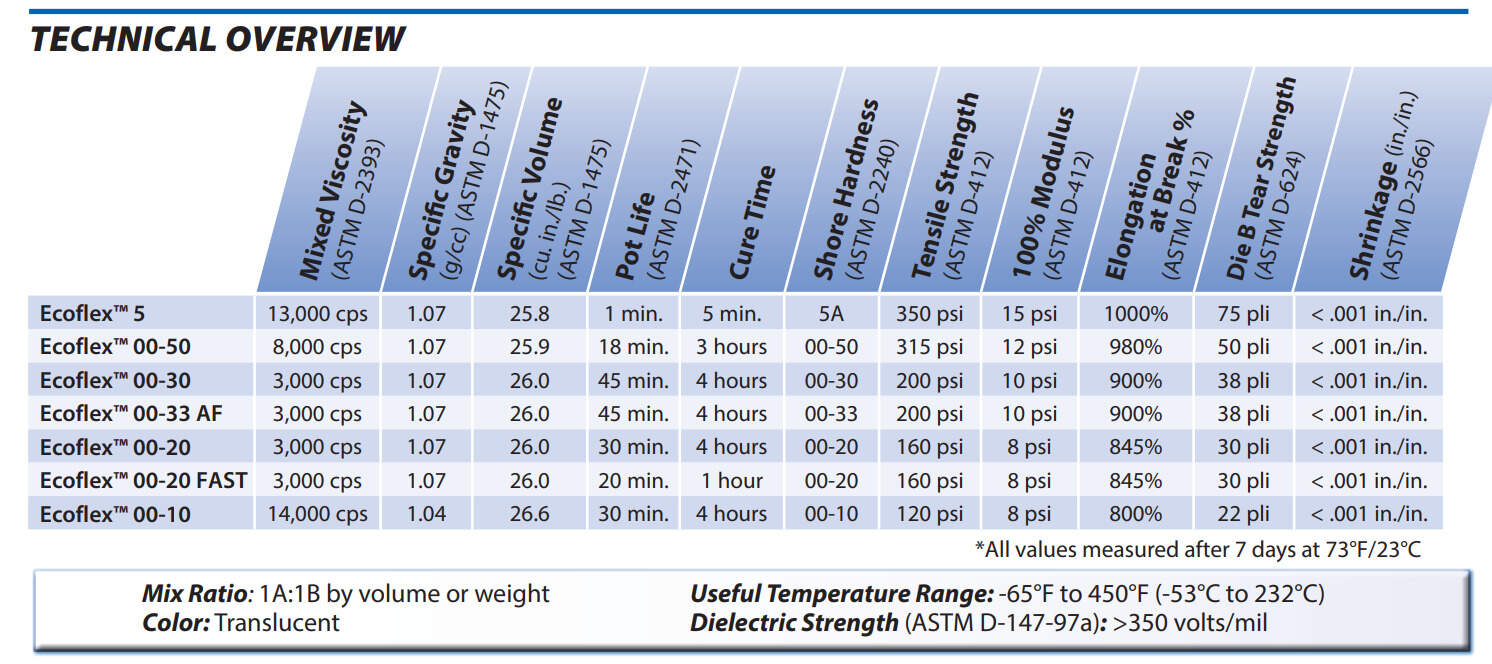 TECHNICAL OVERVIEW
Mixed Viscosity
(ASTM D-2393)
Specific Gravity
(g/cc) (ASTM D-1475)
Specific Volume
(cu. in./lb.)
(ASTM D-1475)
Pot Life
(ASTM D-2471)
Cure Time
Shore Hardness
(ASTM D-2240)
Tensile Strength
(ASTM D-412)
100% Modulus
(ASTM D-412)
Elongation
at Break %
(ASTM D-412)
Die B Tear Strength
(ASTM D-624)
Shrinkage (in./in.)
(ASTM D-2566)
Ecoflex™ 5 13,000 cps 1.07 25.8 1 min. 5 min. 5A 350 psi 15 psi 1000% 75 pli < .001 in./in.
Ecoflex™ 00-50 8,000 cps 1.07 25.9 18 min. 3 hours 00-50 315 psi 12 psi 980% 50 pli < .001 in./in.
Ecoflex™ 00-30 3,000 cps 1.07 26.0 45 min. 4 hours 00-30 200 psi 10 psi 900% 38 pli < .001 in./in.
Ecoflex™ 00-33 AF 3,000 cps 1.07 26.0 45 min. 4 hours 00-33 200 psi 10 psi 900% 38 pli < .001 in./in.
Ecoflex™ 00-20 3,000 cps 1.07 26.0 30 min. 4 hours 00-20 160 psi 8 psi 845% 30 pli < .001 in./in.
Ecoflex™ 00-20 FAST 3,000 cps 1.07 26.0 20 min. 1 hour 00-20 160 psi 8 psi 845% 30 pli < .001 in./in.
Ecoflex™ 00-10 14,000 cps 1.04 26.6 30 min. 4 hours 00-10 120 psi 8 psi 800% 22 pli < .001 in./in.
*All values measured after 7 days at 73°F/23°C
Mix Ratio: 1A:1B by volume or weight
Color: Translucent
Useful Temperature Range: -65°F to 450°F (-53°C to 232°C)
Dielectric Strength (ASTM D-147-97a): >350 volts/mil